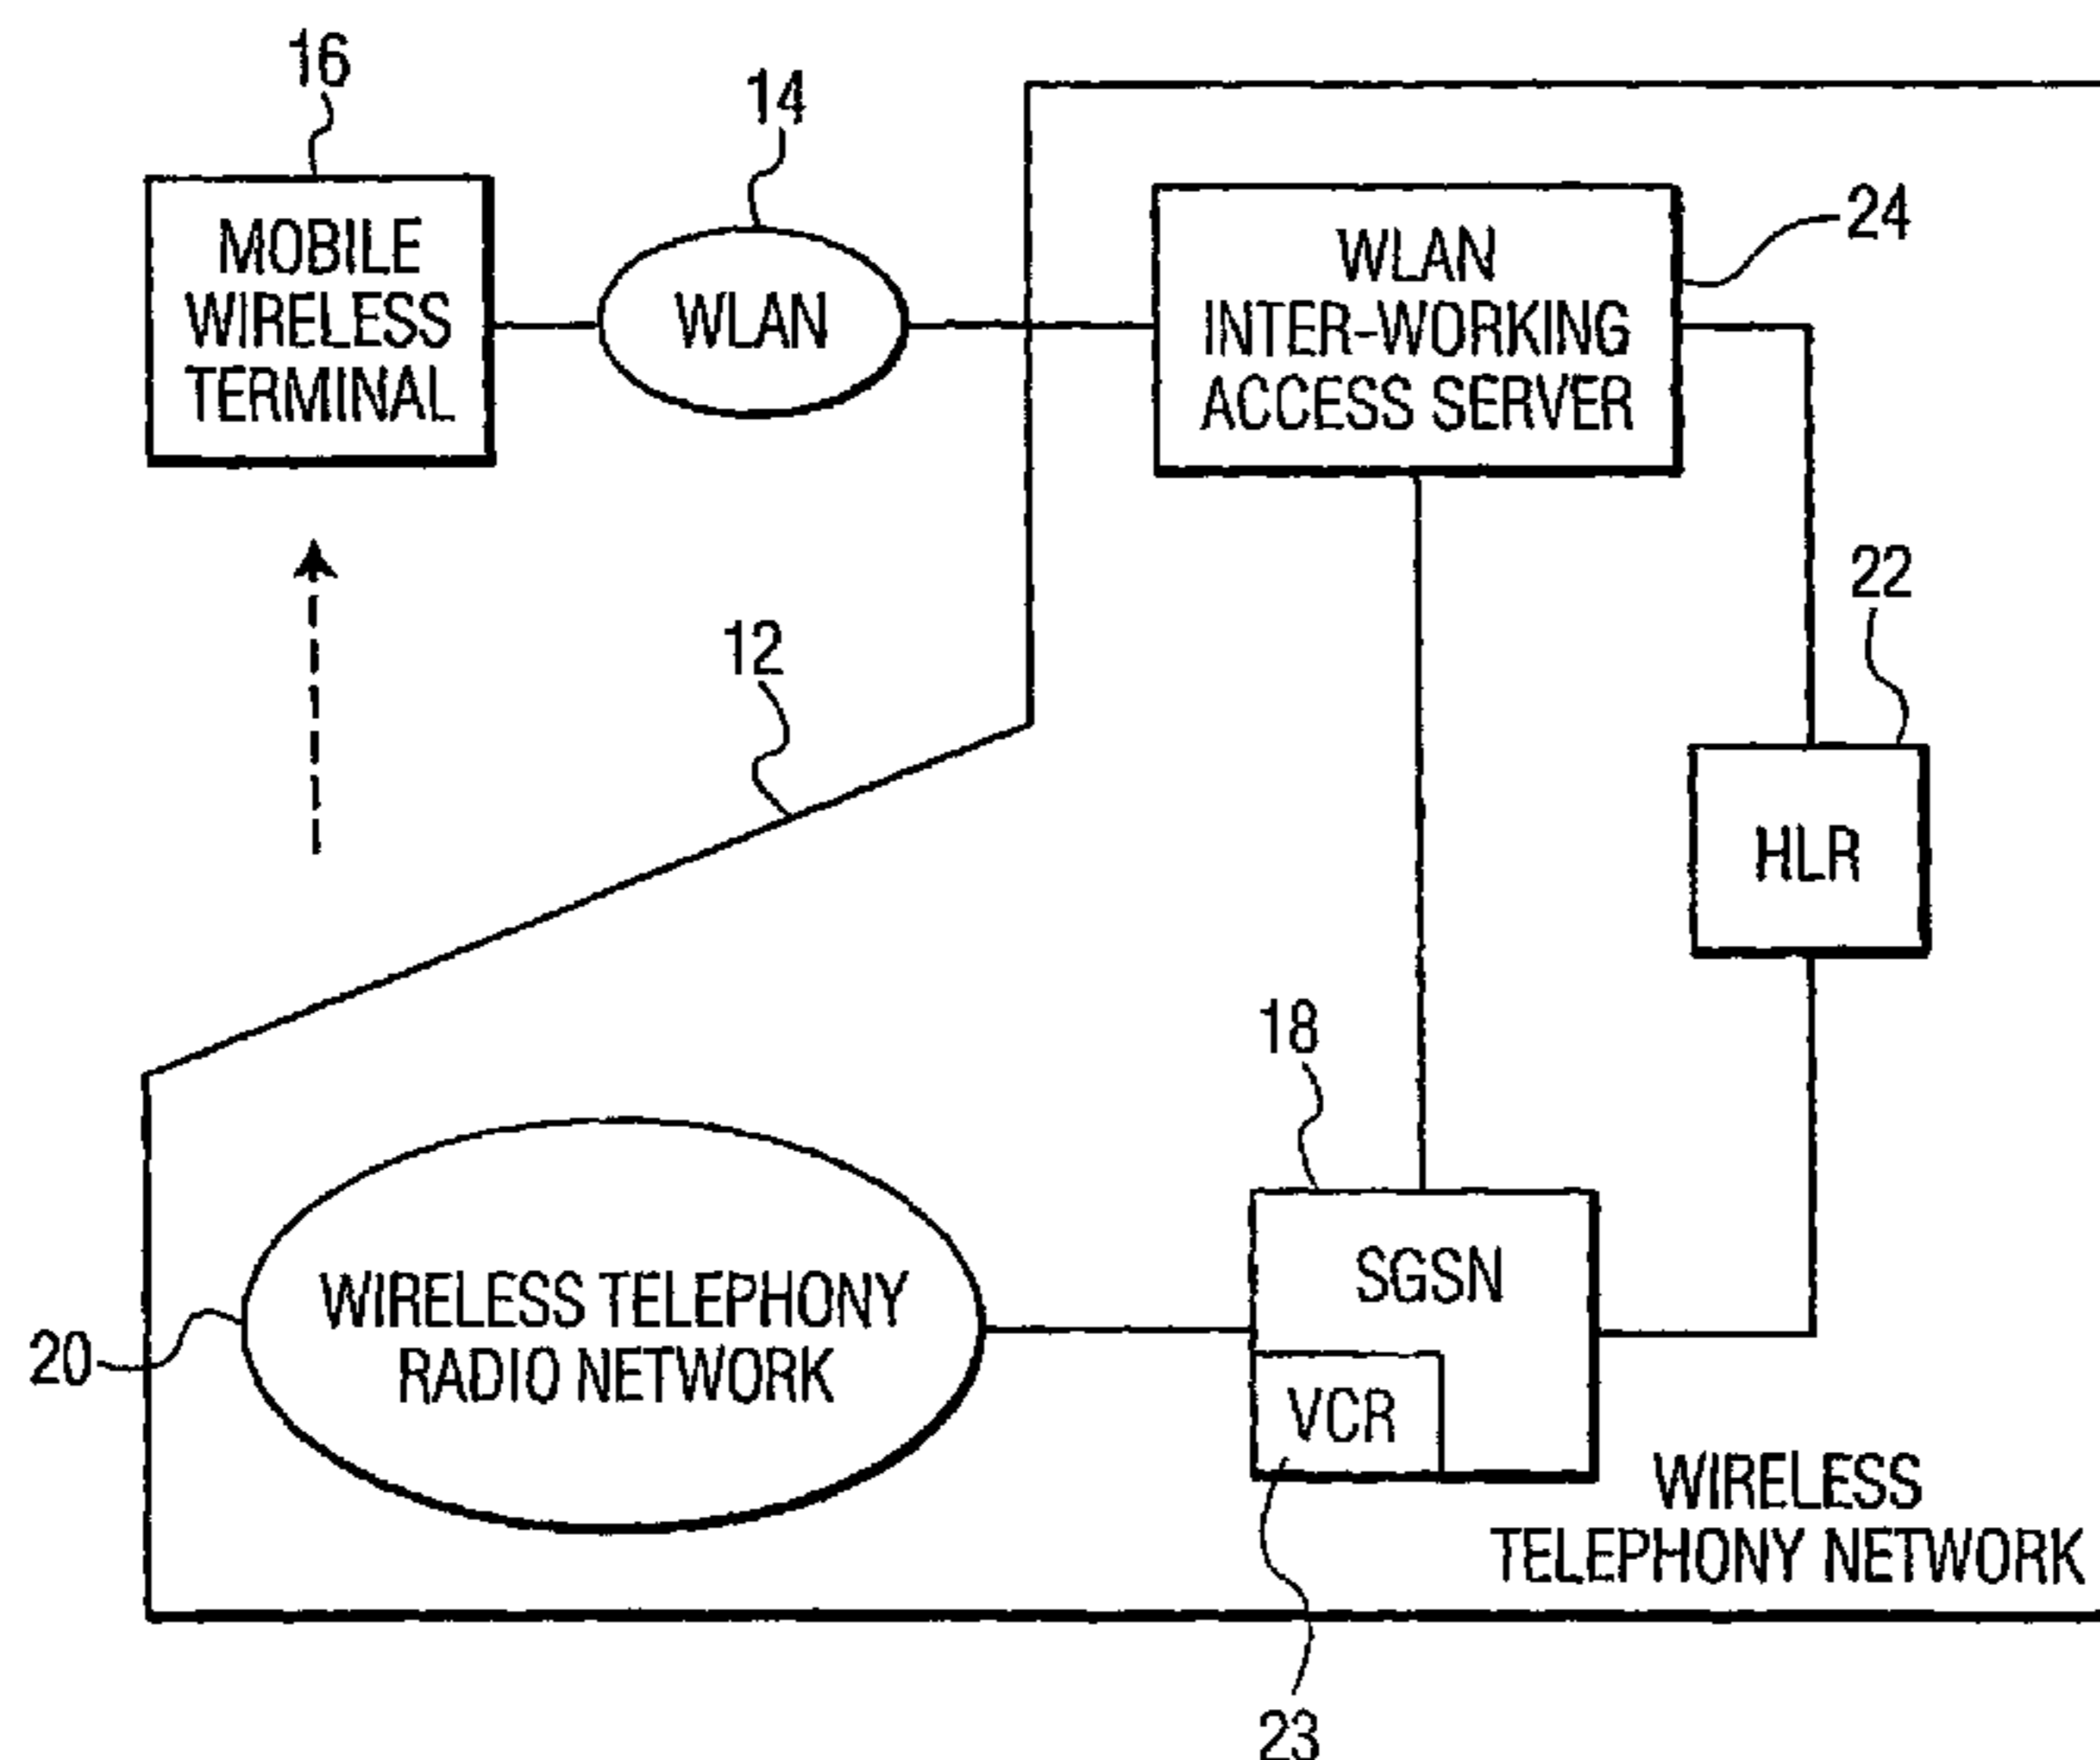 16
14
MOBILE
WIRELESS
TERMINAL
WLAN
WLAN
INTER-WORKING
ACCESS SERVER
24
12
22
HLR
18
SGSN
VCR
20
WIRELESS TELEPHONY
RADIO NETWORK
WIRELESS
TELEPHONY NETWORK
23